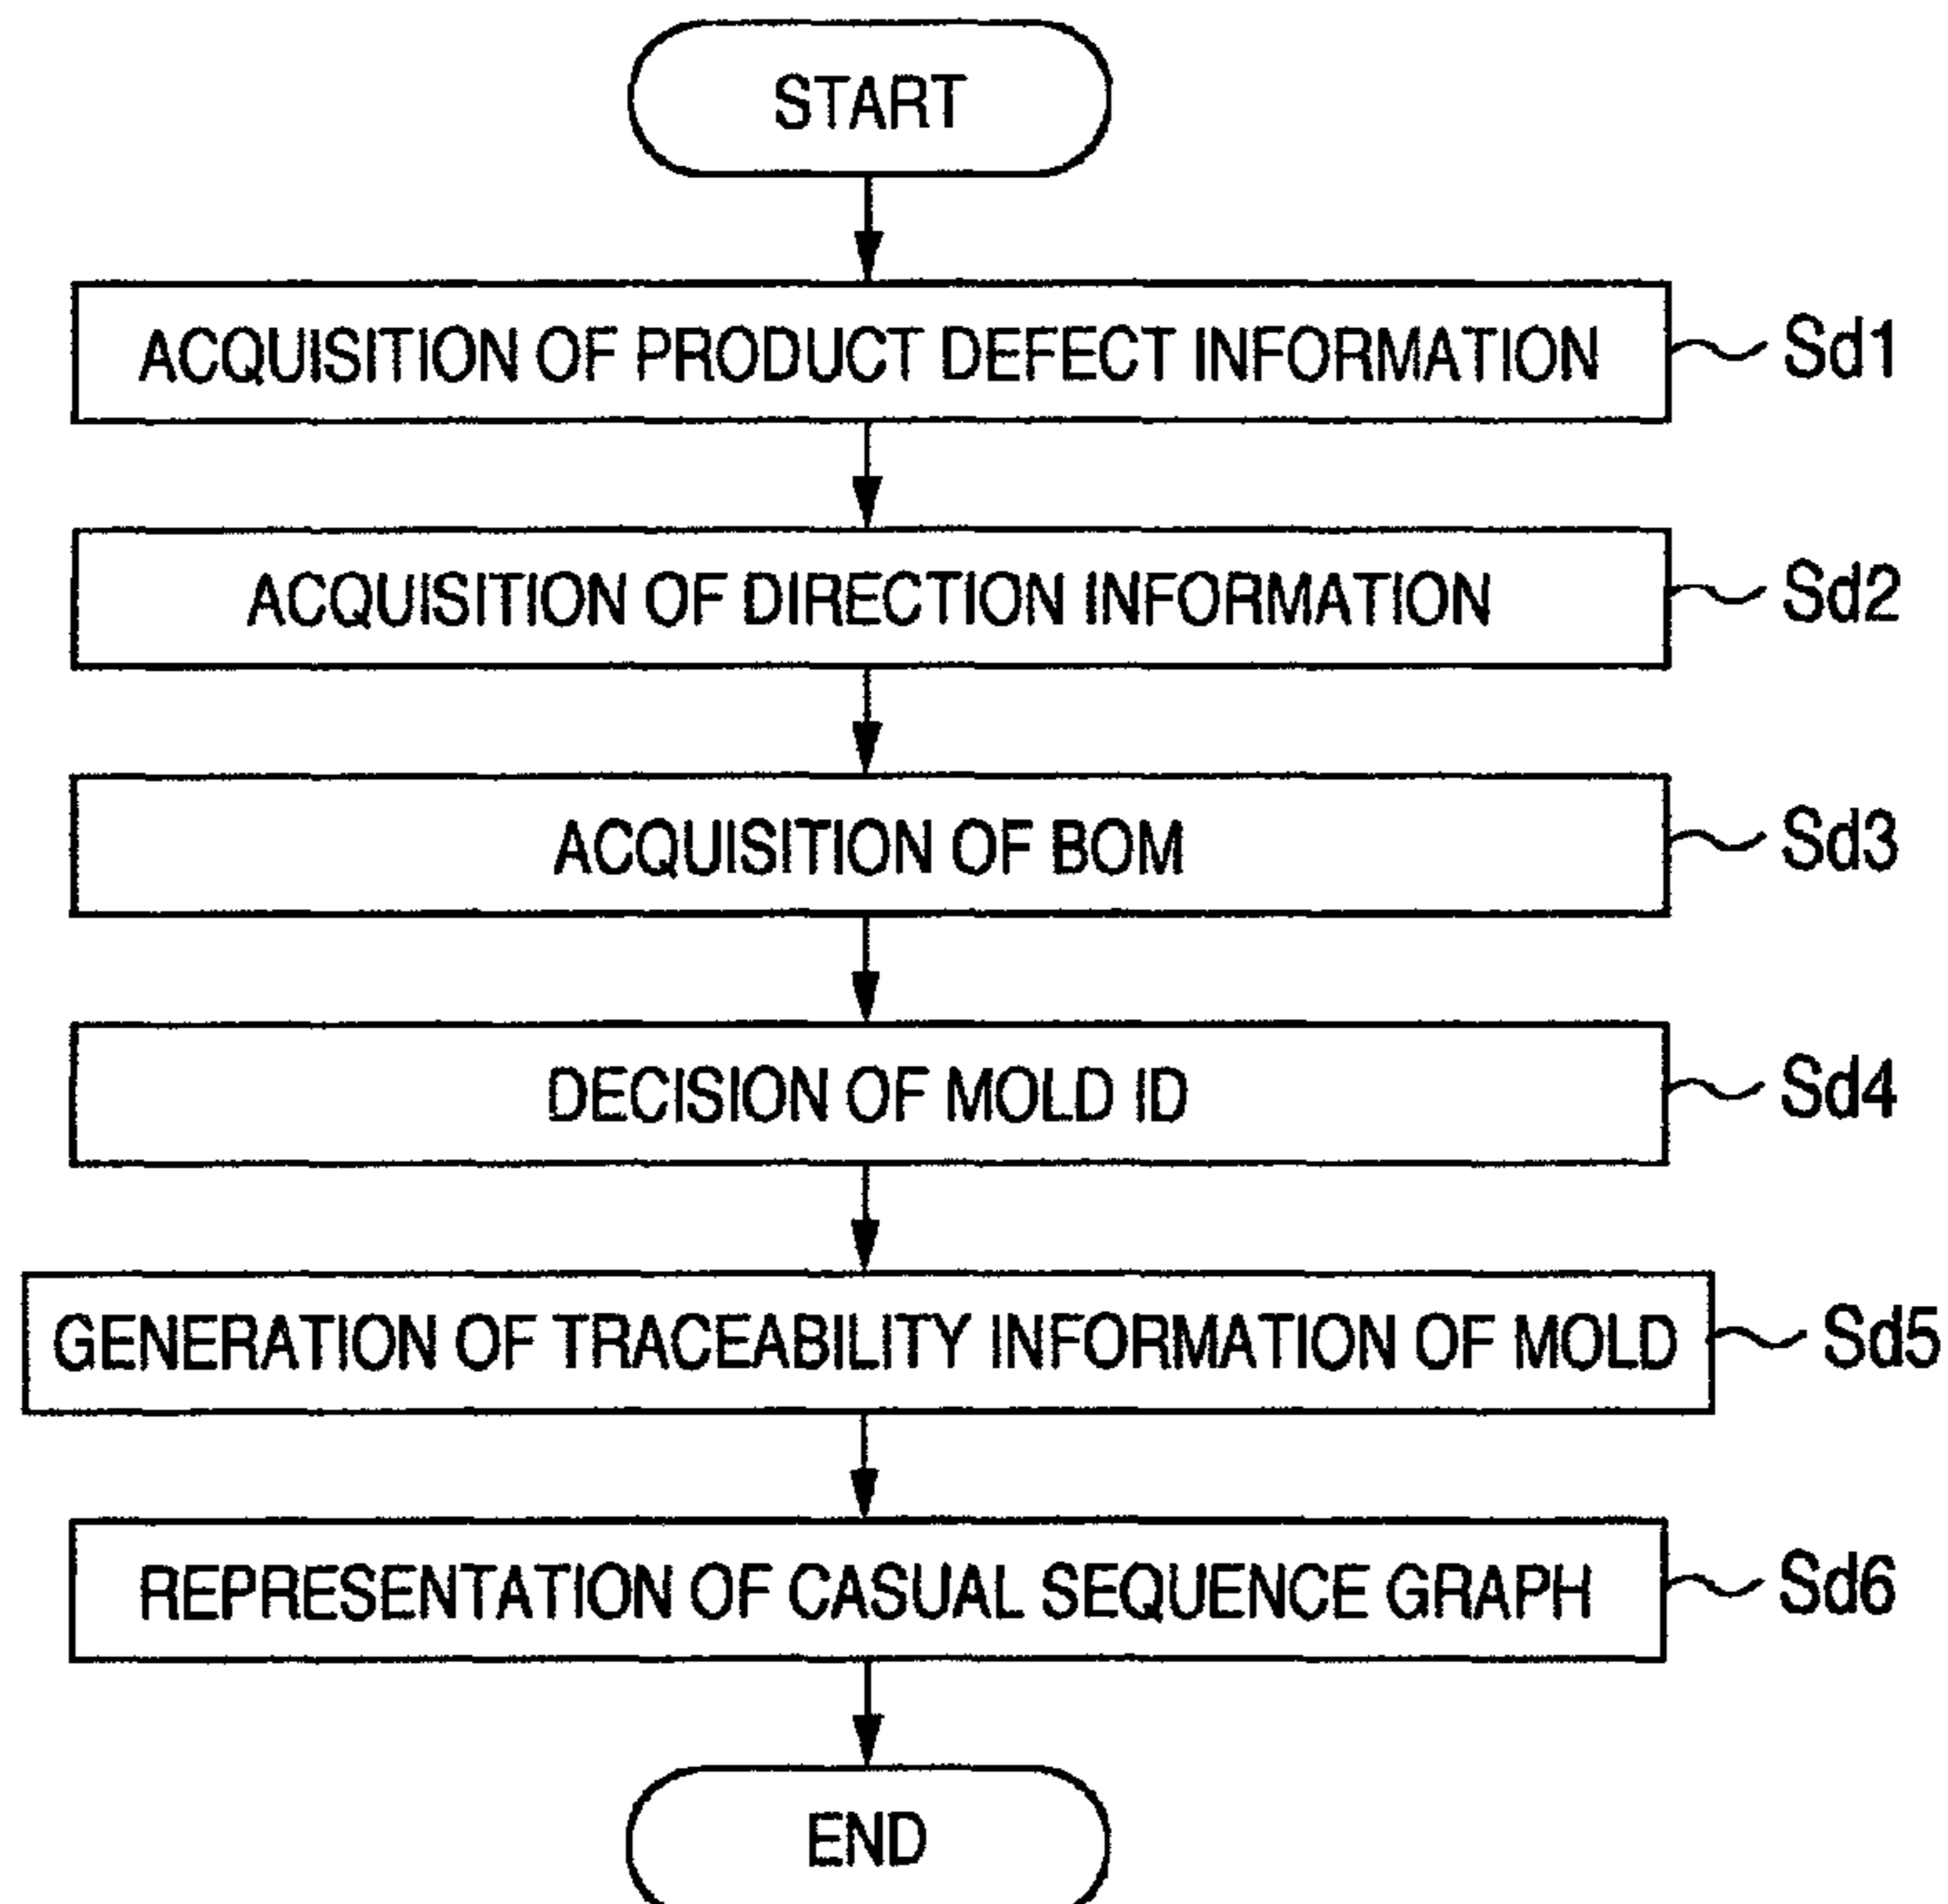 START
ACQUISITION OF PRODUCT DEFECT INFORMATION Sd1
ACQUISITION OF DIRECTION INFORMATION Sd2
ACQUISITION OF BOM Sd3
DECISION OF MOLD ID Sd4
GENERATION OF TRACEABILITY INFORMATION OF MOLD Sd5
REPRESENTATION OF CASUAL SEQUENCE GRAPH Sd6
END